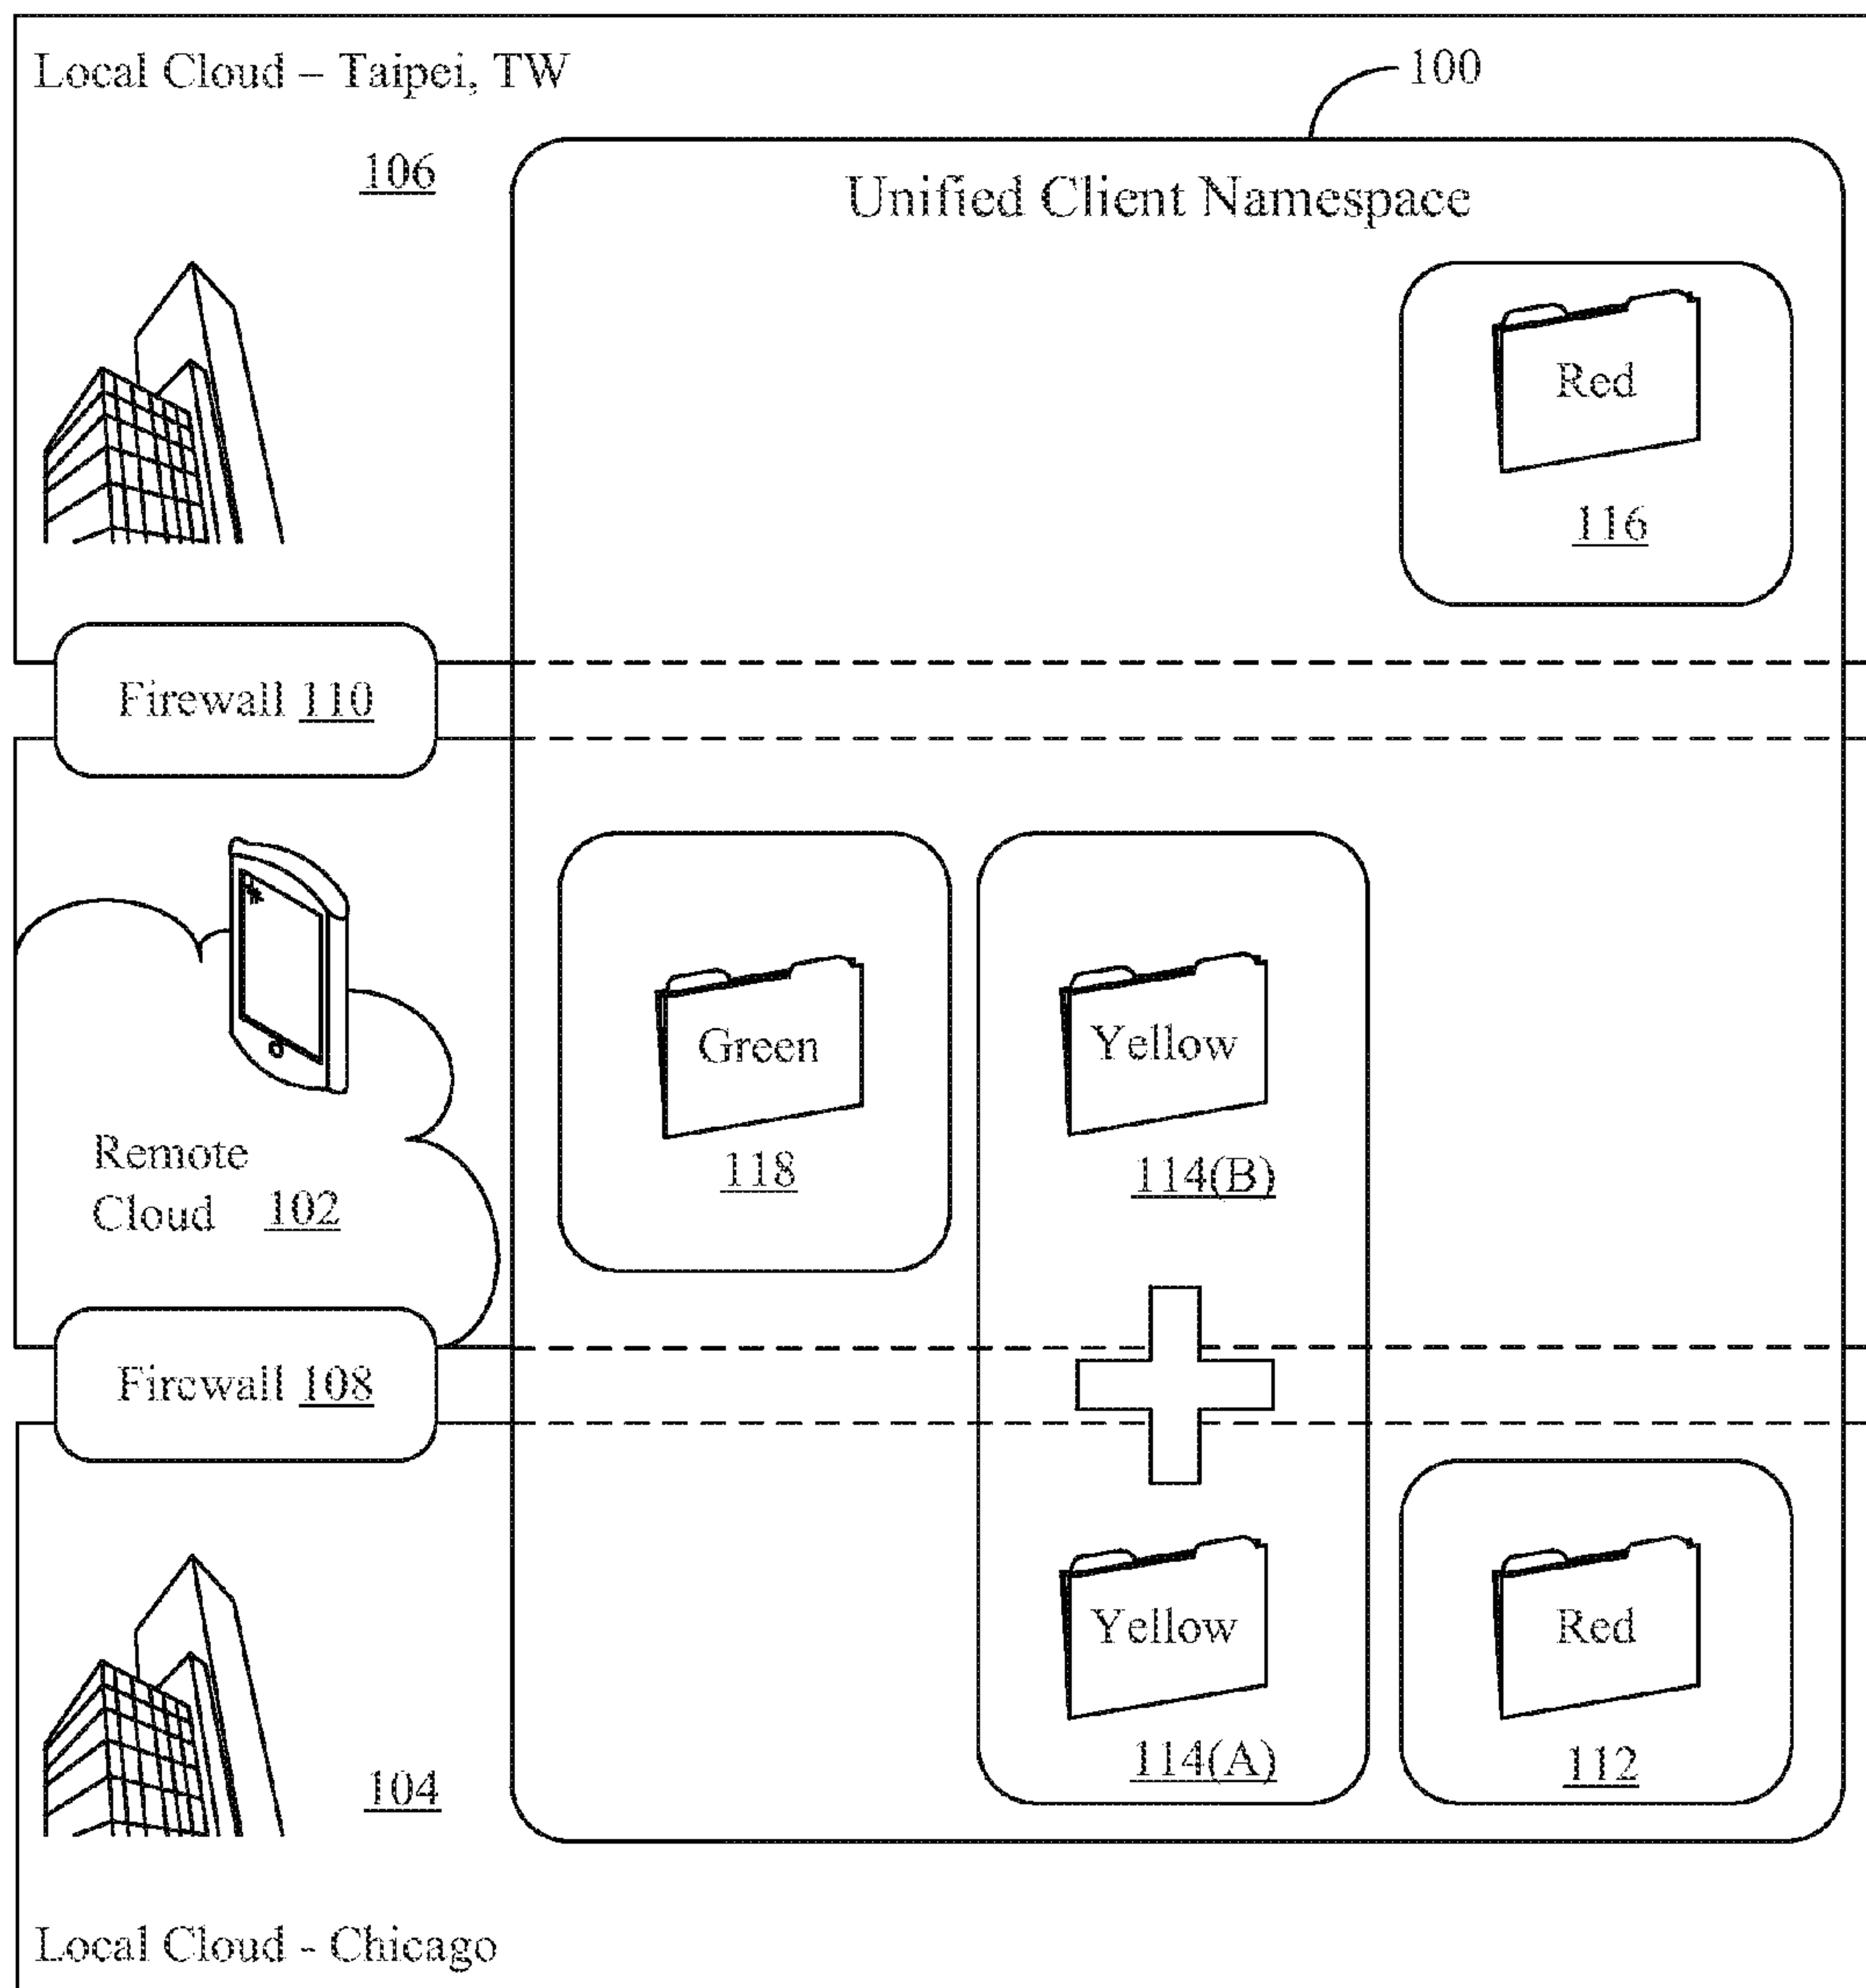 Local Cloud – Taipei, TW
100
106
Unified Client Namespace
Red
116
Firewall 110
Green
118
Yellow
114(B)
Remote
Cloud 102
Firewall 108
Yellow
114(A)
Red
112
104
Local Cloud - Chicago